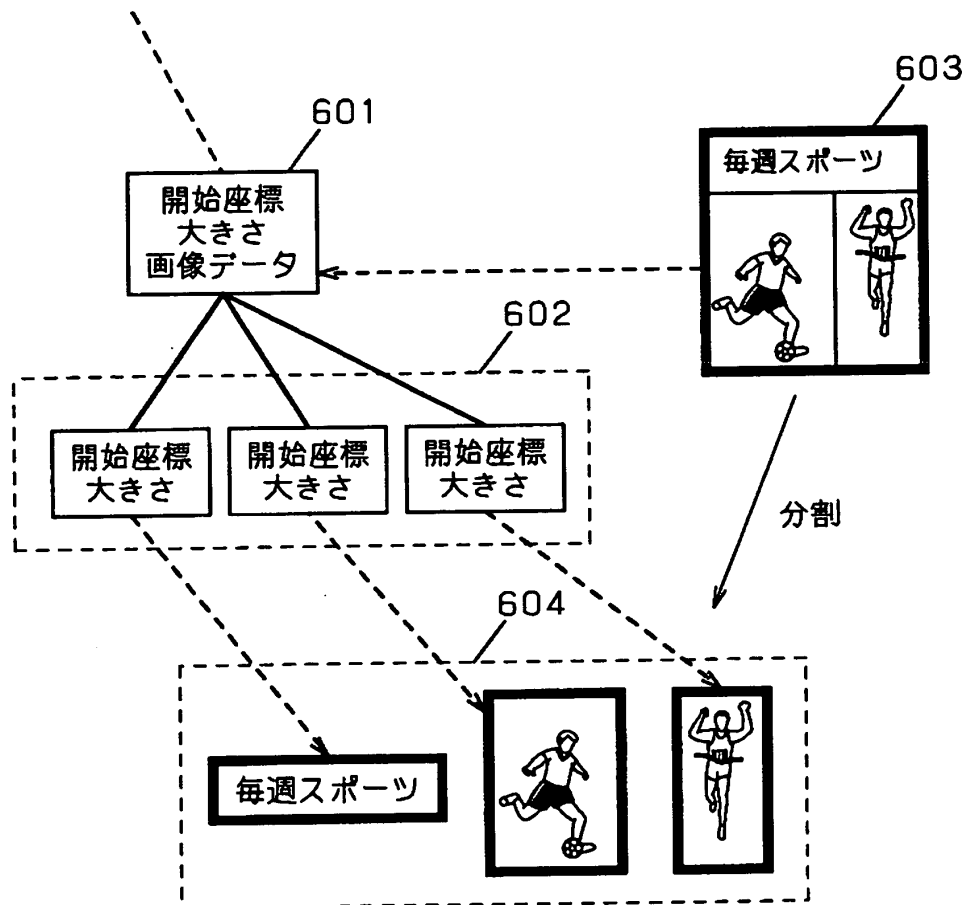 603
毎週スポーツ
601
開始座標
大きさ
画像データ
602
開始座標
大きさ
開始座標
大きさ
開始座標
大きさ
分割
604
毎週スポーツ